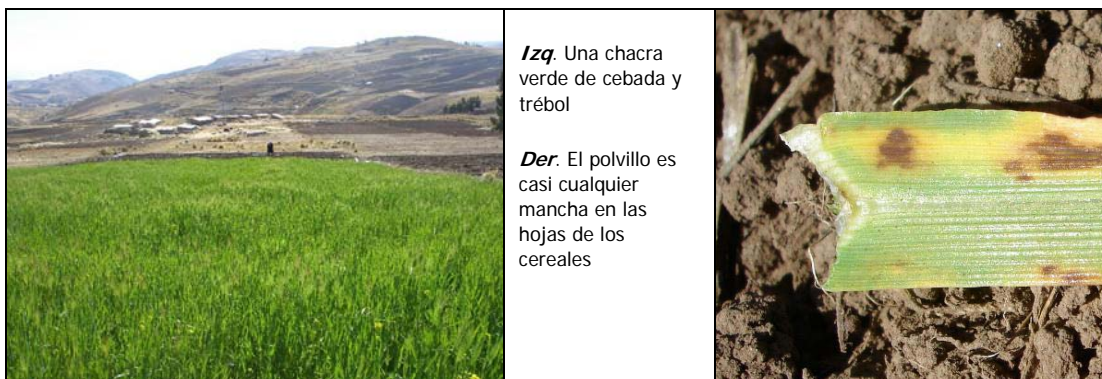 Izq. Una chacra
verde de cebada y
trébol
Der. El polvillo es
casi cualquier
mancha en las
hojas de los
cereales